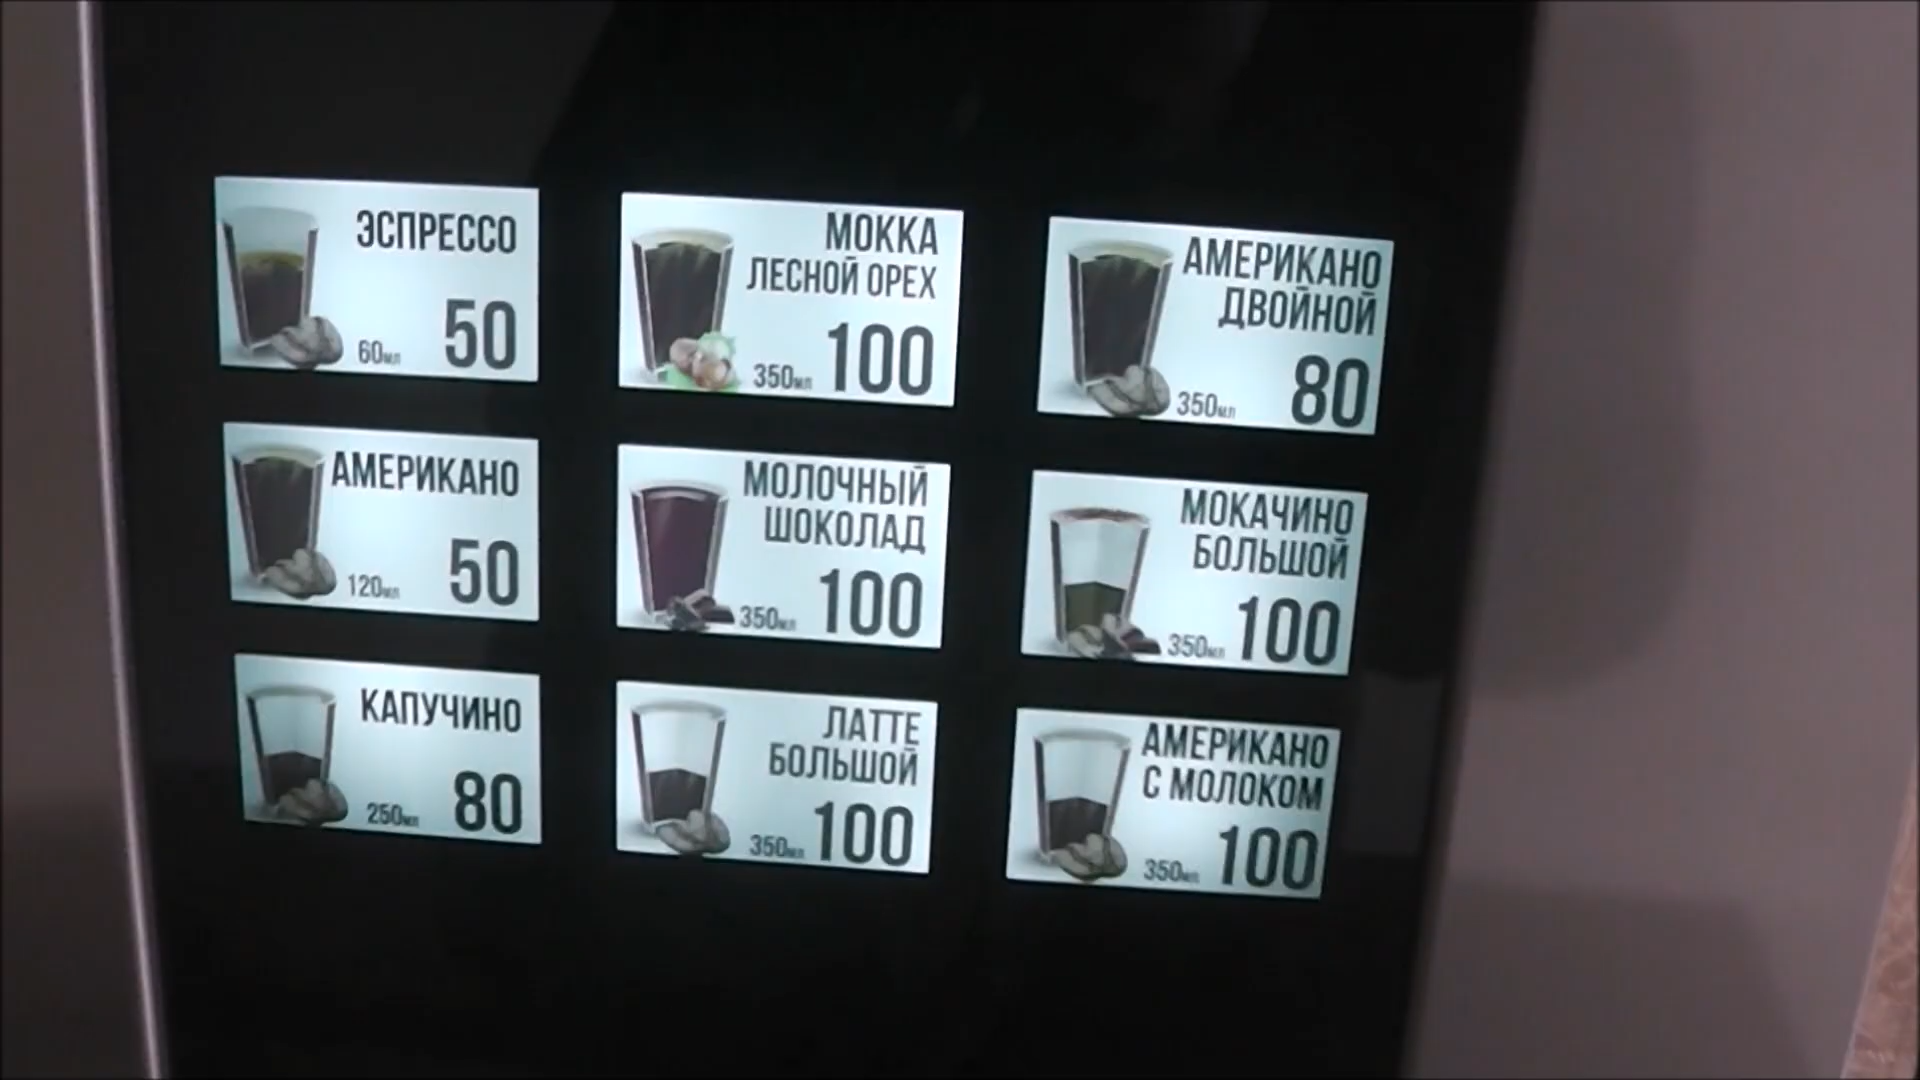 ЭСПРЕССО
60мл 50
МОККА
ЛЕСНОЙ ОРЕХ
350мл 100
АМЕРИКАНО
ДВОЙНОЙ
350мл 80
АМЕРИКАНО
120мл 50
МОЛОЧНЫЙ
ШОКОЛАД
350мл 100
МОКАЧИНО
БОЛЬШОЙ
350мл 100
КАПУЧИНО
250мл 80
ЛАТТЕ
БОЛЬШОЙ
350мл 100
АМЕРИКАНО
С МОЛОКОМ
350мл 100